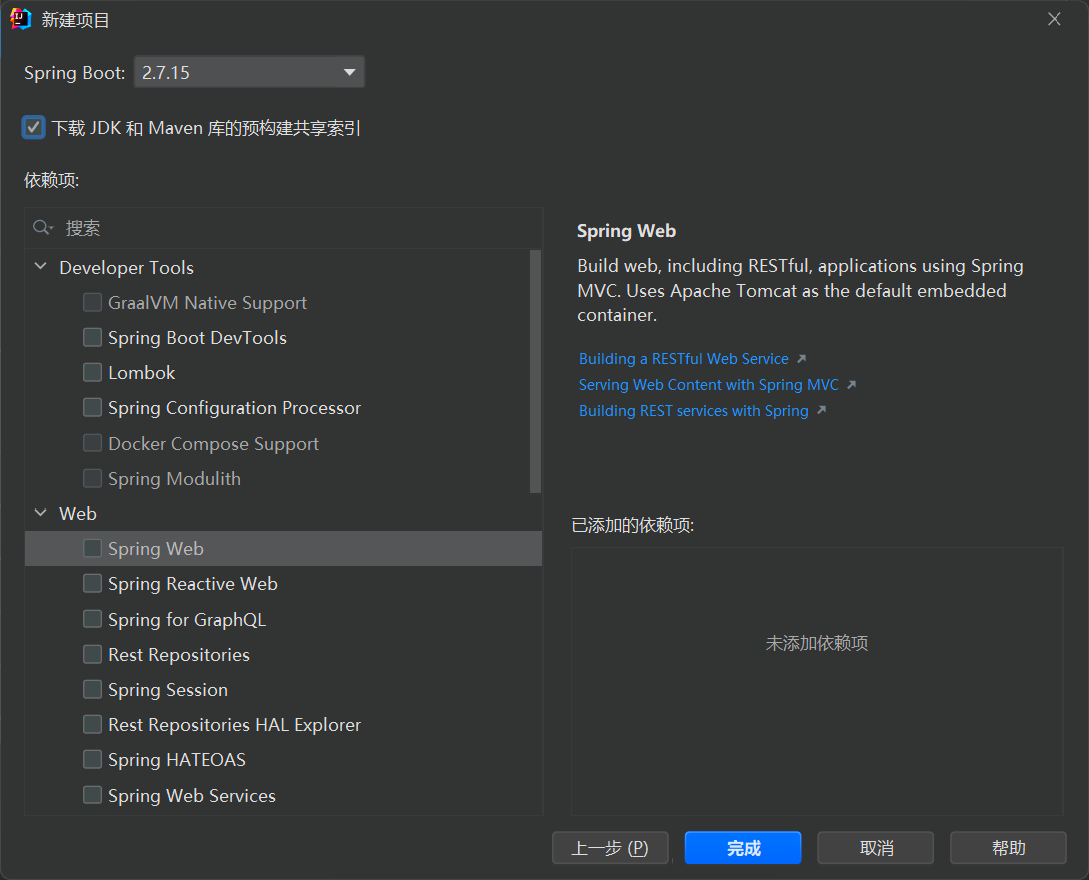 新建项目
Spring Boot: 2.7.15
下载 JDK 和 Maven 库的预构建共享索引
依赖项:
搜索
Developer Tools
GraalVM Native Support
Spring Boot DevTools
Lombok
Spring Configuration Processor
Docker Compose Support
Spring Modulith
Web
Spring Web
Spring Reactive Web
Spring for GraphQL
Rest Repositories
Spring Session
Rest Repositories HAL Explorer
Spring HATEOAS
Spring Web Services
Spring Web
Build web, including RESTful, applications using Spring
MVC. Uses Apache Tomcat as the default embedded
container.
Building a RESTful Web Service
Serving Web Content with Spring MVC
Building REST services with Spring
已添加的依赖项:
未添加依赖项
上一步 (P)
完成
取消
帮助